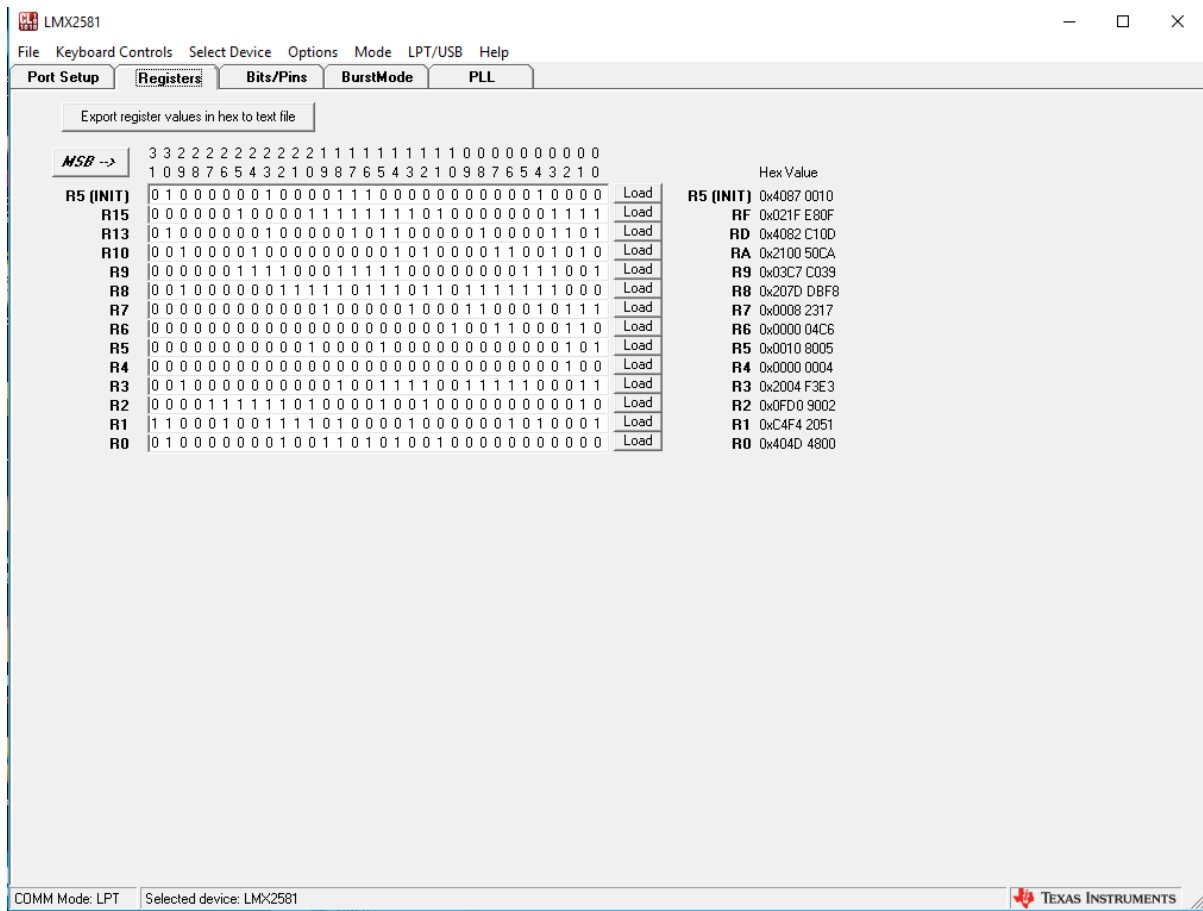 LMX2581
File Keyboard Controls Select Device Options Mode LPT/USB Help
Port Setup Registers Bits/Pins BurstMode PLL
Export register values in hex to text file
MSB --> 3 3 2 2 2 2 2 2 2 2 2 2 1 1 1 1 1 1 1 1 1 1 0 0 0 0 0 0 0 0 0 0
1 0 9 8 7 6 5 4 3 2 1 0 9 8 7 6 5 4 3 2 1 0 9 8 7 6 5 4 3 2 1 0 Hex Value
R5 (INIT) 0 1 0 0 0 0 0 0 1 0 0 0 0 1 1 1 0 0 0 0 0 0 0 0 0 0 0 1 0 0 0 0 Load R5 (INIT) 0x4087 0010
R15 0 0 0 0 0 0 1 0 0 0 0 1 1 1 1 1 1 1 1 0 1 0 0 0 0 0 0 0 1 1 1 1 Load RF 0x021F E80F
R13 0 1 0 0 0 0 0 0 1 0 0 0 0 0 1 0 1 1 0 0 0 0 0 1 0 0 0 0 1 1 0 1 Load RD 0x4082 C10D
R10 0 0 1 0 0 0 0 1 0 0 0 0 0 0 0 0 0 1 0 1 0 0 0 0 1 1 0 0 1 0 1 0 Load RA 0x2100 50CA
R9 0 0 0 0 0 0 1 1 1 1 0 0 0 1 1 1 1 1 0 0 0 0 0 0 0 0 1 1 1 0 0 1 Load R9 0x03C7 C039
R8 0 0 1 0 0 0 0 0 0 1 1 1 1 1 0 1 1 1 0 1 1 0 1 1 1 1 1 1 1 0 0 0 Load R8 0x207D DBF8
R7 0 0 0 0 0 0 0 0 0 0 0 0 1 0 0 0 0 0 1 0 0 0 1 1 0 0 0 1 0 1 1 1 Load R7 0x0008 2317
R6 0 0 0 0 0 0 0 0 0 0 0 0 0 0 0 0 0 0 0 0 0 1 0 0 1 1 0 0 0 1 1 0 Load R6 0x0000 04C6
R5 0 0 0 0 0 0 0 0 0 0 0 1 0 0 0 0 1 0 0 0 0 0 0 0 0 0 0 0 0 1 0 1 Load R5 0x0010 8005
R4 0 0 0 0 0 0 0 0 0 0 0 0 0 0 0 0 0 0 0 0 0 0 0 0 0 0 0 0 0 1 0 0 Load R4 0x0000 0004
R3 0 0 1 0 0 0 0 0 0 0 0 0 0 1 0 0 1 1 1 1 0 0 1 1 1 1 1 0 0 0 1 1 Load R3 0x2004 F3E3
R2 0 0 0 0 1 1 1 1 1 1 0 1 0 0 0 0 1 0 0 1 0 0 0 0 0 0 0 0 0 0 1 0 Load R2 0x0FD0 9002
R1 1 1 0 0 0 1 0 0 1 1 1 1 0 1 0 0 0 0 1 0 0 0 0 0 0 1 0 1 0 0 0 1 Load R1 0xC4F4 2051
R0 0 1 0 0 0 0 0 0 0 1 0 0 1 1 0 1 0 1 0 0 1 0 0 0 0 0 0 0 0 0 0 0 Load R0 0x404D 4800
COMM Mode: LPT Selected device: LMX2581 TEXAS INSTRUMENTS